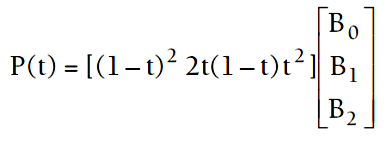 P(t) = [(1 – t)² 2t(1 – t) t²] [B₀ B₁ B₂]